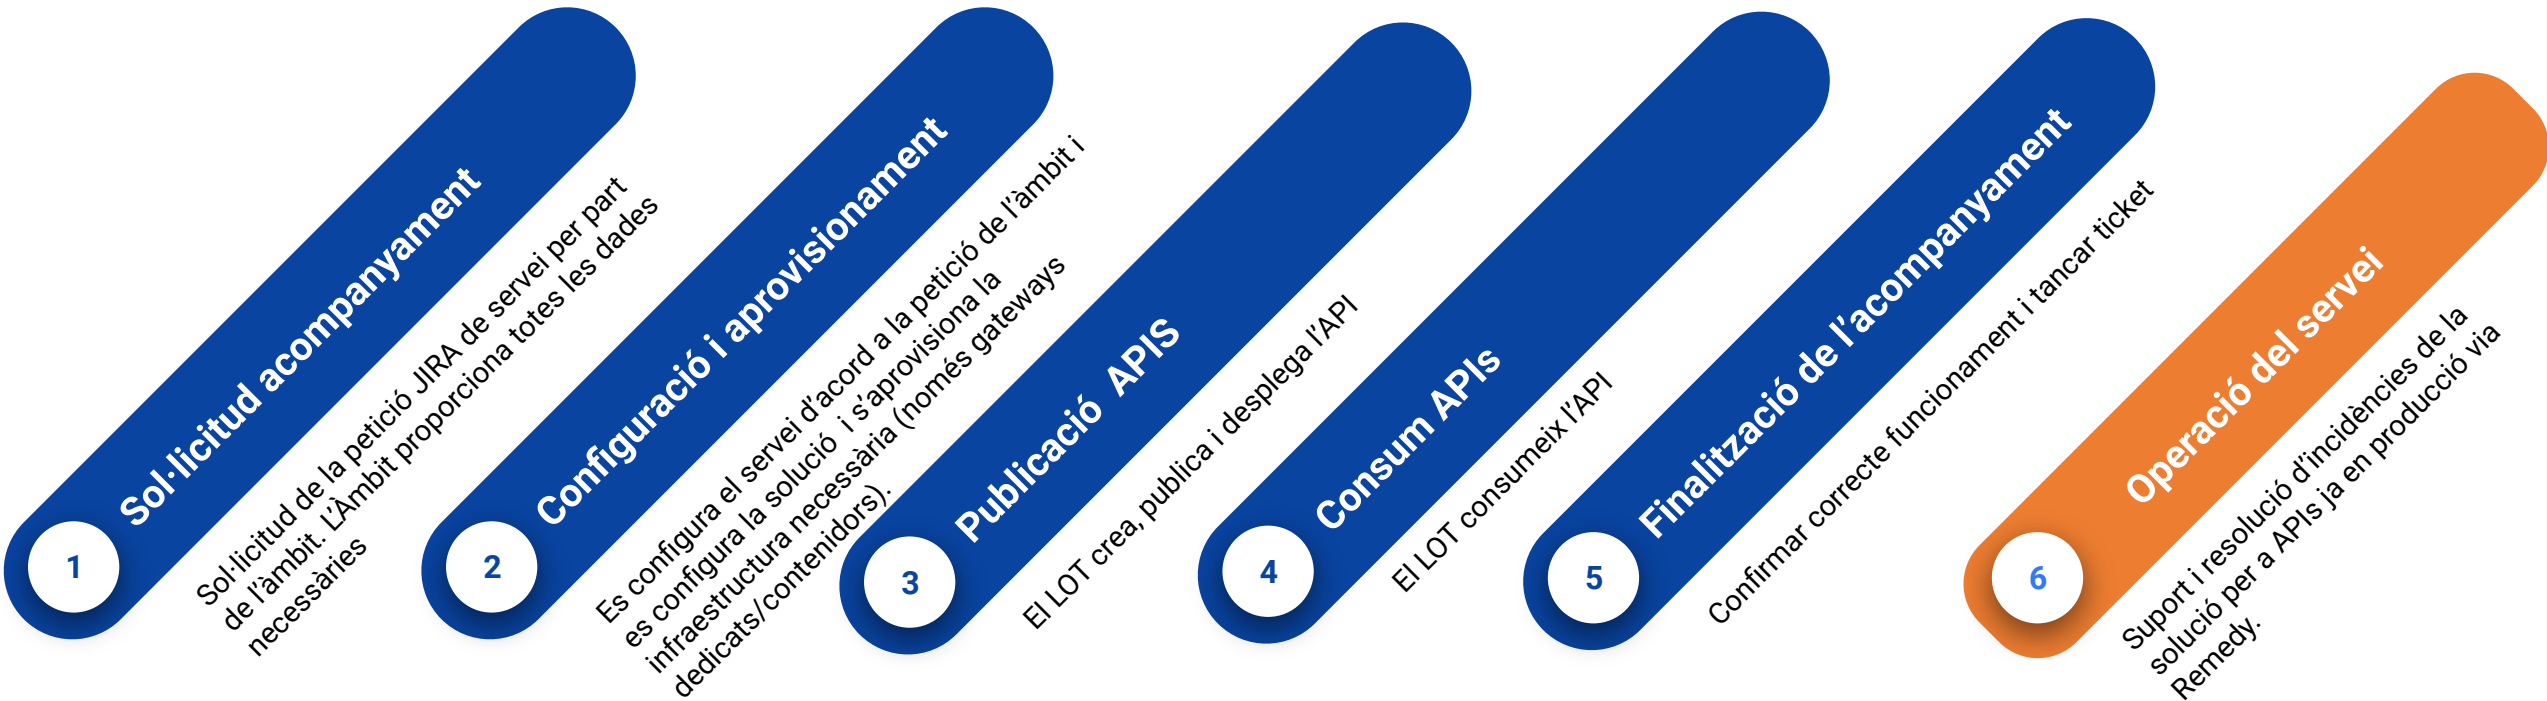 1
Sol·licitud acompanyament
Sol·licitud de la petició JIRA de servei per part
de l'àmbit. L'Àmbit proporciona totes les dades
necessàries
2
Configuració i aprovisionament
Es configura el servei d'acord a la petició de l'àmbit i
es configura la solució i s'aprovisiona la
infraestructura necessària (només gateways
dedicats/contenidors).
3
Publicació APIS
El LOT crea, publica i desplega l'API
4
Consum APIs
El LOT consumeix l'API
5
Finalització de l'acompanyament
Confirmar correcte funcionament i tancar ticket
6
Operació del servei
Suport i resolució d'incidències de la
solució per a APIs ja en producció via
Remedy.